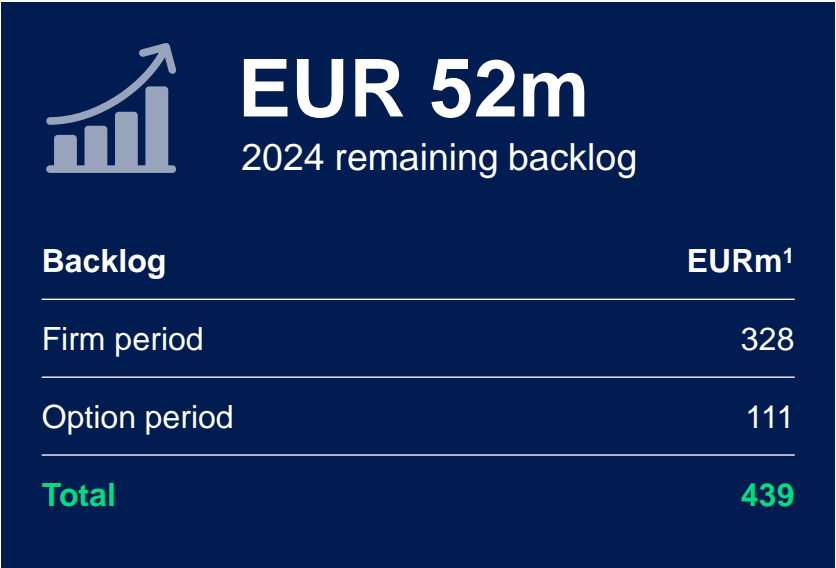 EUR 52m
2024 remaining backlog
Backlog EURm¹
Firm period 328
Option period 111
Total 439